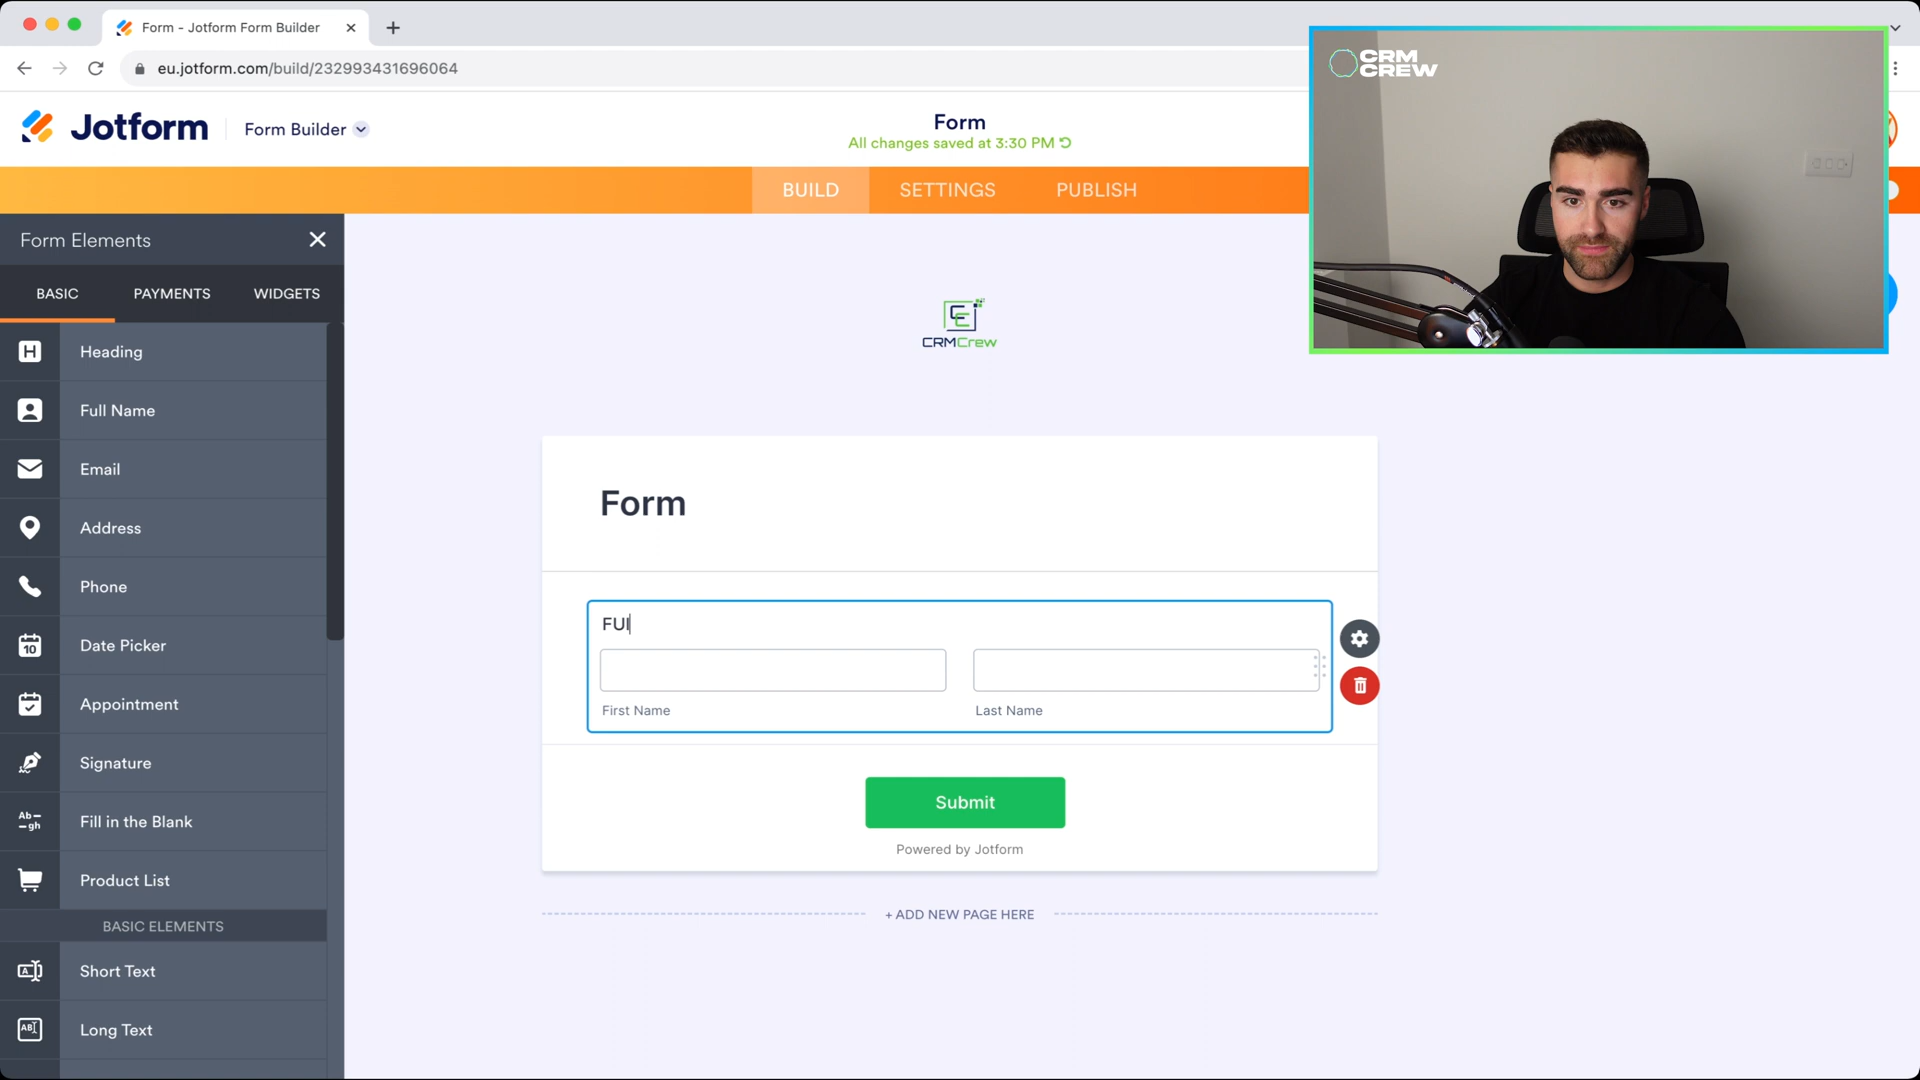 Form - Jotform Form Builder
eu.jotform.com/build/232993431696064
CRM
CREW
Jotform
Form Builder
Form
All changes saved at 3:30 PM
BUILD
SETTINGS
PUBLISH
Form Elements
BASIC
PAYMENTS
WIDGETS
H
Heading
Full Name
Email
Address
Phone
10
Date Picker
Appointment
Signature
Ab
gh
Fill in the Blank
Product List
BASIC ELEMENTS
Short Text
Long Text
CRMCrew
Form
FUl
First Name
Last Name
Submit
Powered by Jotform
+ ADD NEW PAGE HERE